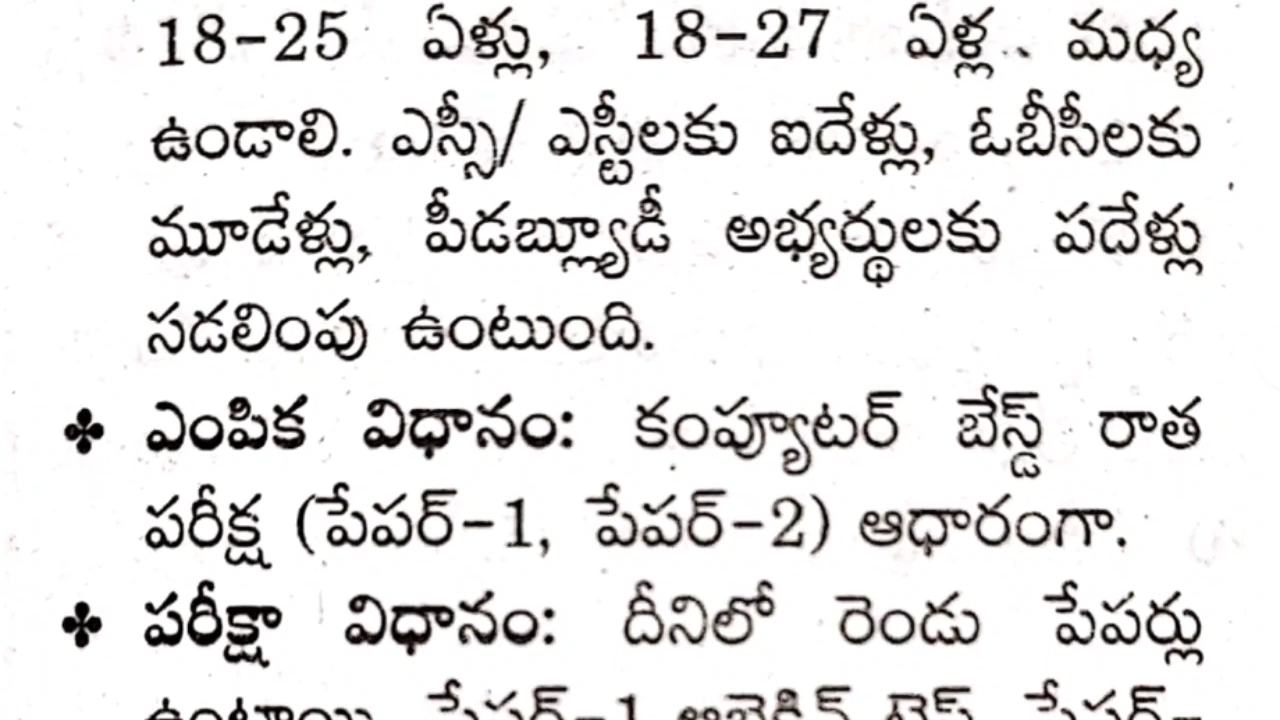 18-25 ఏళ్లు, 18-27 ఏళ్ల.. మధ్య
ఉండాలి. ఎస్సీ/ ఎస్టీలకు ఐదేళ్లు, ఓబీసీలకు
మూడేళ్లు, పీడబ్ల్యూడీ అభ్యర్థులకు పదేళ్లు
సడలింపు ఉంటుంది.
✤ ఎంపిక విధానం: కంప్యూటర్ బేస్డ్ రాత
పరీక్ష (పేపర్-1, పేపర్-2) ఆధారంగా.
✤ పరీక్షా విధానం: దీనిలో రెండు పేపర్లు